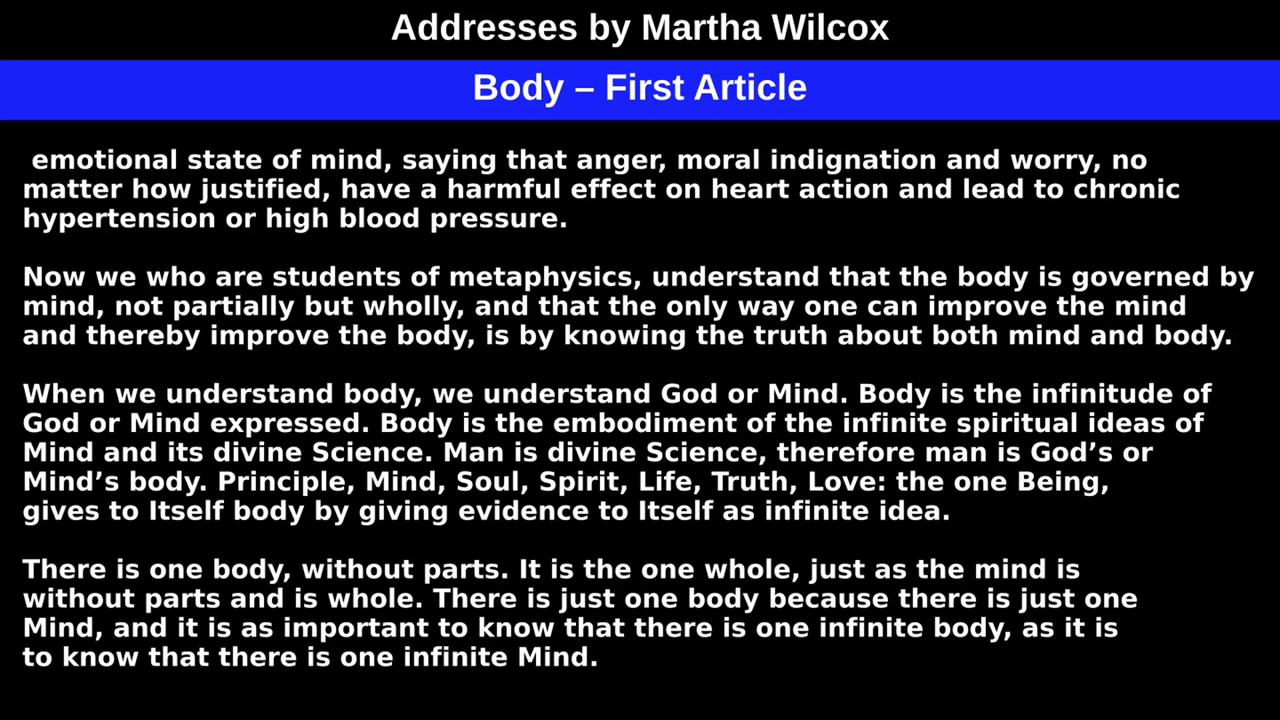 Addresses by Martha Wilcox
Body – First Article
emotional state of mind, saying that anger, moral indignation and worry, no
matter how justified, have a harmful effect on heart action and lead to chronic
hypertension or high blood pressure.
Now we who are students of metaphysics, understand that the body is governed by
mind, not partially but wholly, and that the only way one can improve the mind
and thereby improve the body, is by knowing the truth about both mind and body.
When we understand body, we understand God or Mind. Body is the infinitude of
God or Mind expressed. Body is the embodiment of the infinite spiritual ideas of
Mind and its divine Science. Man is divine Science, therefore man is God’s or
Mind’s body. Principle, Mind, Soul, Spirit, Life, Truth, Love: the one Being,
gives to Itself body by giving evidence to Itself as infinite idea.
There is one body, without parts. It is the one whole, just as the mind is
without parts and is whole. There is just one body because there is just one
Mind, and it is as important to know that there is one infinite body, as it is
to know that there is one infinite Mind.